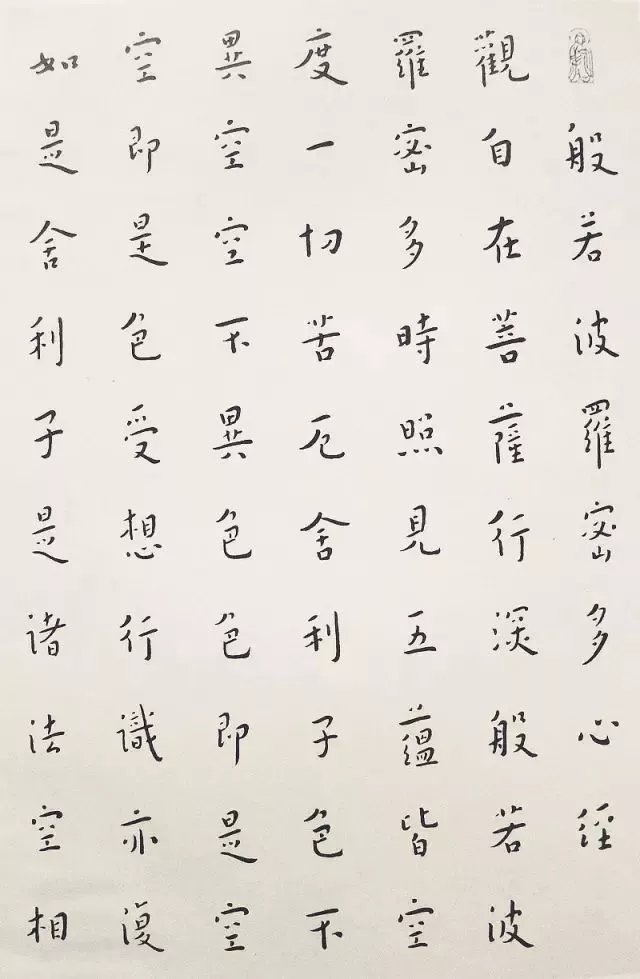 般若波羅密多心經
觀自在菩薩行深般若波
羅密多時照見五蘊皆空
度一切苦厄舍利子色不
異空空不異色色即是空
空即是色受想行識亦復
如是舍利子是諸法空相